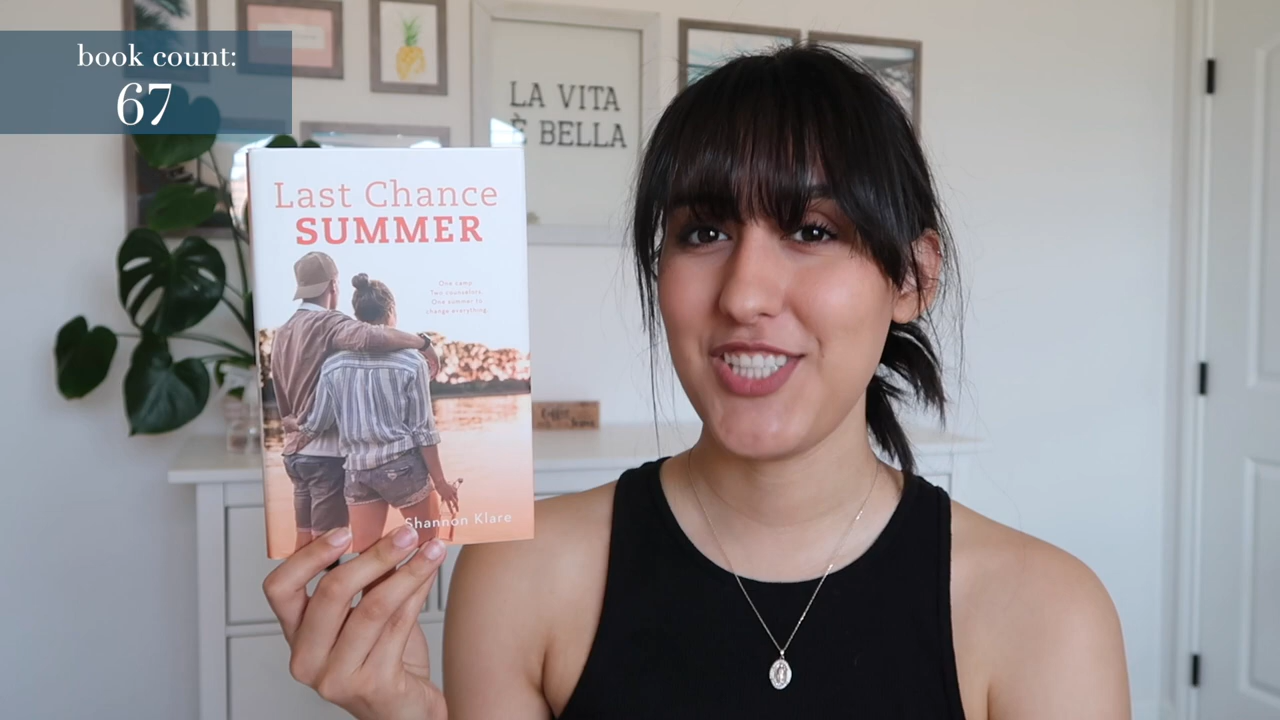 book count:
67
LA VITA
È BELLA
Last Chance
SUMMER
One camp.
Two counselors.
One summer to
change everything.
Shannon Klare
Coffee